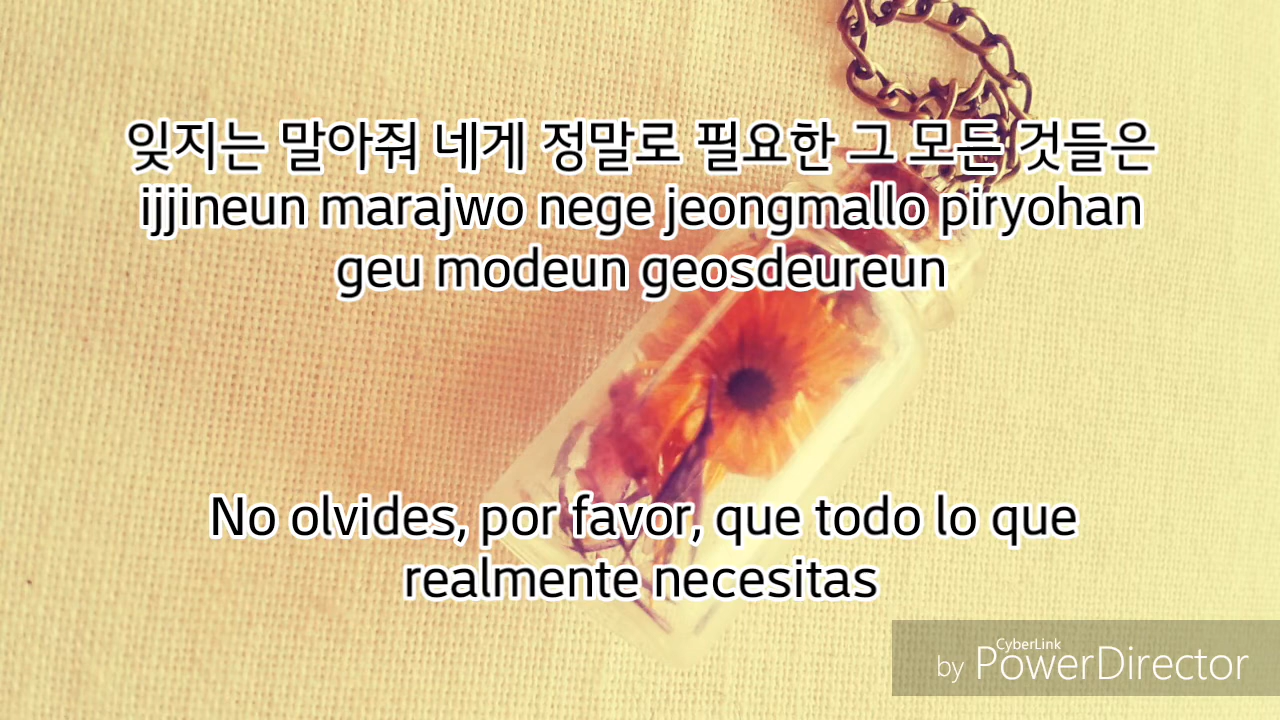 잊지는 말아줘 네게 정말로 필요한 그 모든 것들은
ijjineun marajwo nege jeongmallo piryohan
geu modeun geosdeureun
No olvides, por favor, que todo lo que
realmente necesitas
CyberLink
by PowerDirector